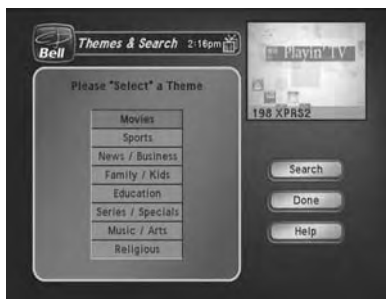 Bell
Themes & Search 2:16pm
Playin' TV
198 XPRS2
Please "Select" a Theme
Movies
Sports
News / Business
Family / Kids
Education
Series / Specials
Music / Arts
Religious
Search
Done
Help